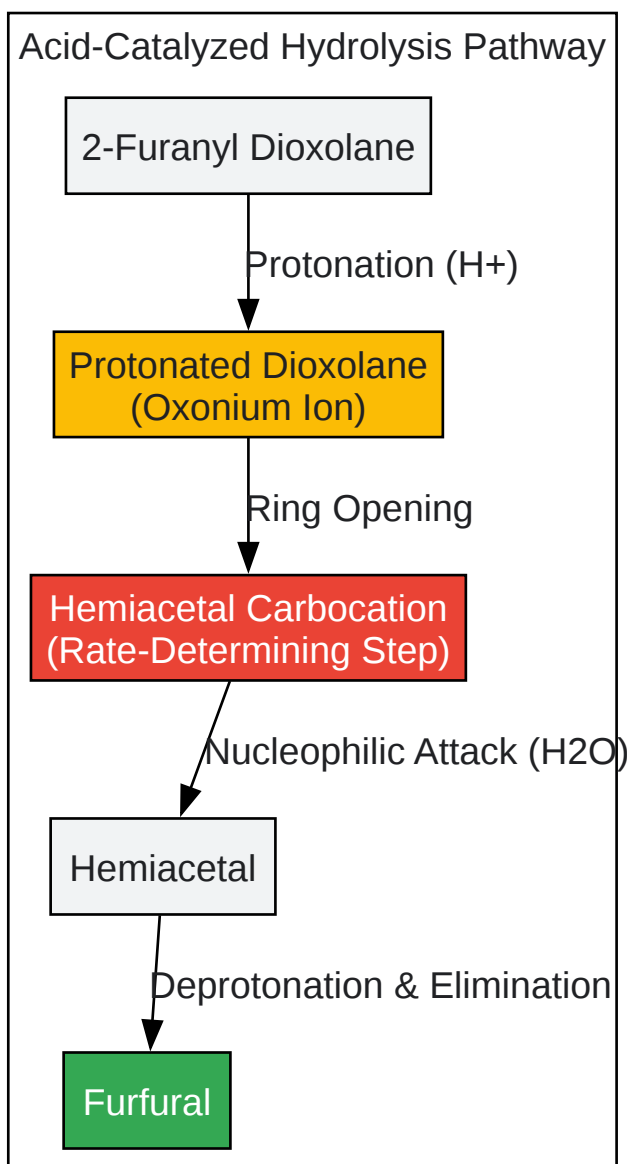 Acid-Catalyzed Hydrolysis Pathway
2-Furanyl Dioxolane
Protonation (H+)
Protonated Dioxolane
(Oxonium Ion)
Ring Opening
Hemiacetal Carbocation
(Rate-Determining Step)
Nucleophilic Attack (H2O)
Hemiacetal
Deprotonation & Elimination
Furfural